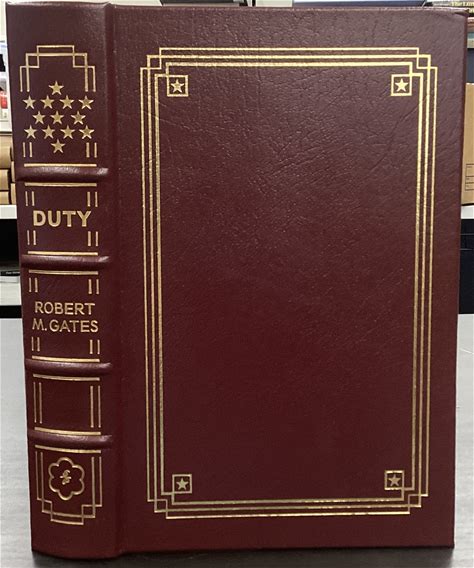 DUTY
ROBERT
M. GATES